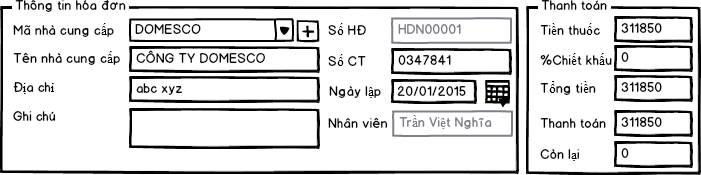 Thông tin hóa đơn
Mã nhà cung cấp DOMESCO + Số HĐ HDN00001
Tên nhà cung cấp CÔNG TY DOMESCO Số CT 0347841
Địa chỉ abc xyz Ngày lập 20/01/2015
Ghi chú Nhân viên Trần Việt Nghĩa
Thanh toán
Tiền thuốc 311850
%Chiết khấu 0
Tổng tiền 311850
Thanh toán 311850
Còn lại 0